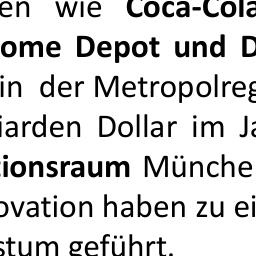 en wie Coca-Cola
ome Depot und D
in der Metropolreg
iarden Dollar im Ja
tionsraum Münche
ovation haben zu ei
stum geführt.